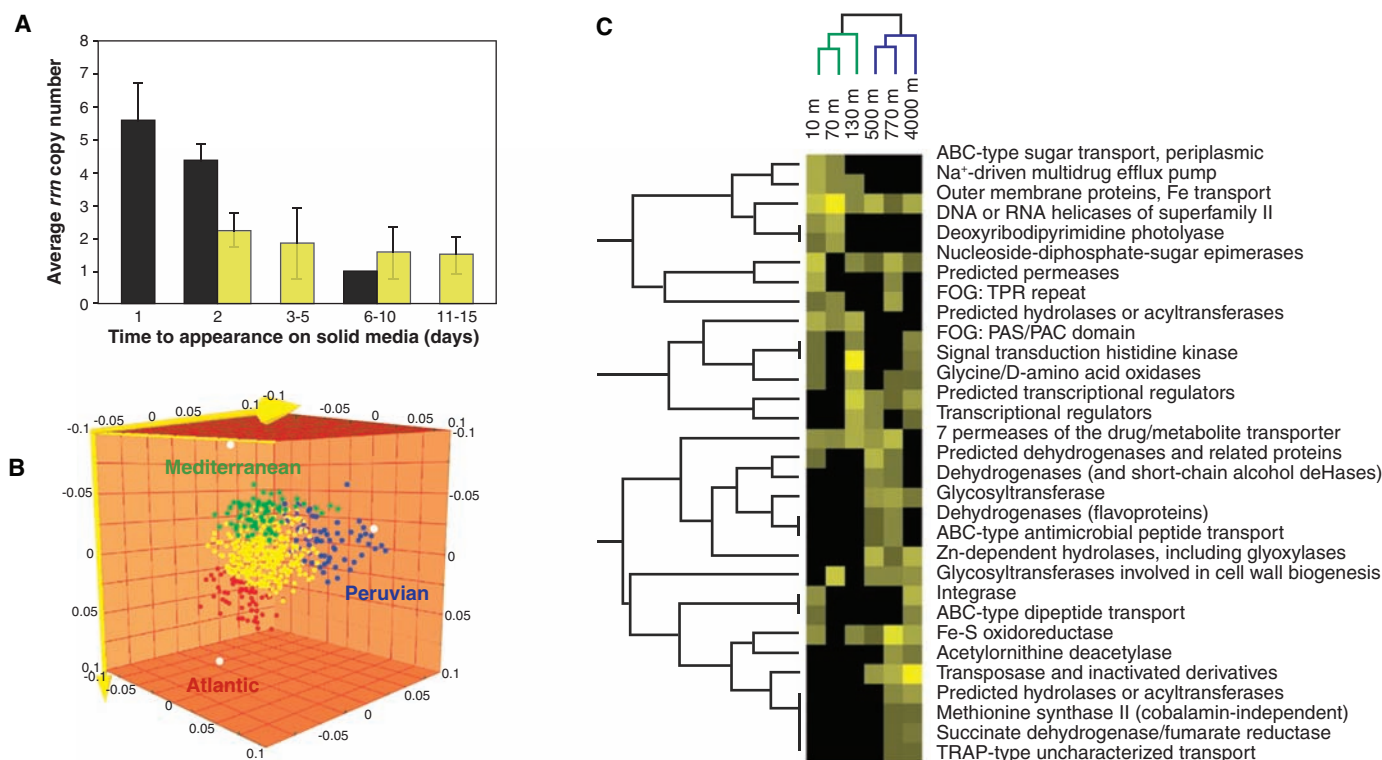 A
8
7
6
5
4
3
2
1
0
Average rrn copy number
1
2
3-5
6-10
11-15
Time to appearance on solid media (days)
B
-0.1
-0.05
0
0.05
0.1
-0.1
-0.05
0
0.05
0.1
-0.1
-0.05
0
0.05
0.1
-0.05
0
0.05
0.1
-0.1
-0.05
0
0.05
0.1
-0.05
0
0.05
Mediterranean
Peruvian
Atlantic
C
10 m
70 m
130 m
500 m
770 m
4000 m
ABC-type sugar transport, periplasmic
Na+-driven multidrug efflux pump
Outer membrane proteins, Fe transport
DNA or RNA helicases of superfamily II
Deoxyribodipyrimidine photolyase
Nucleoside-diphosphate-sugar epimerases
Predicted permeases
FOG: TPR repeat
Predicted hydrolases or acyltransferases
FOG: PAS/PAC domain
Signal transduction histidine kinase
Glycine/D-amino acid oxidases
Predicted transcriptional regulators
Transcriptional regulators
7 permeases of the drug/metabolite transporter
Predicted dehydrogenases and related proteins
Dehydrogenases (and short-chain alcohol deHases)
Glycosyltransferase
Dehydrogenases (flavoproteins)
ABC-type antimicrobial peptide transport
Zn-dependent hydrolases, including glyoxylases
Glycosyltransferases involved in cell wall biogenesis
Integrase
ABC-type dipeptide transport
Fe-S oxidoreductase
Acetylornithine deacetylase
Transposase and inactivated derivatives
Predicted hydrolases or acyltransferases
Methionine synthase II (cobalamin-independent)
Succinate dehydrogenase/fumarate reductase
TRAP-type uncharacterized transport